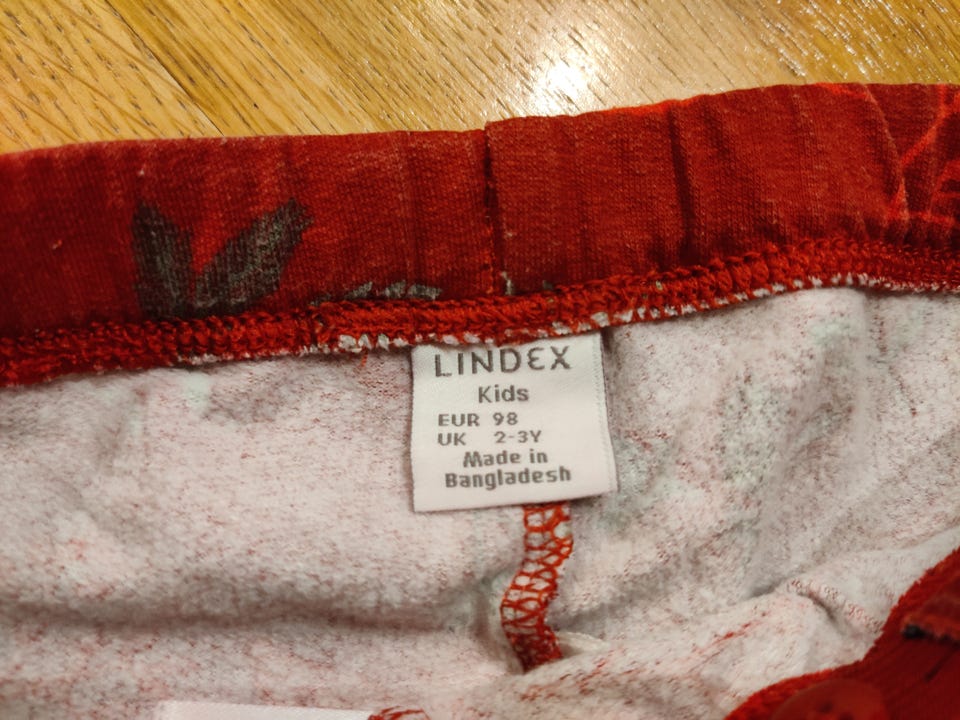 LINDEX
Kids
EUR 98
UK 2-3Y
Made in
Bangladesh